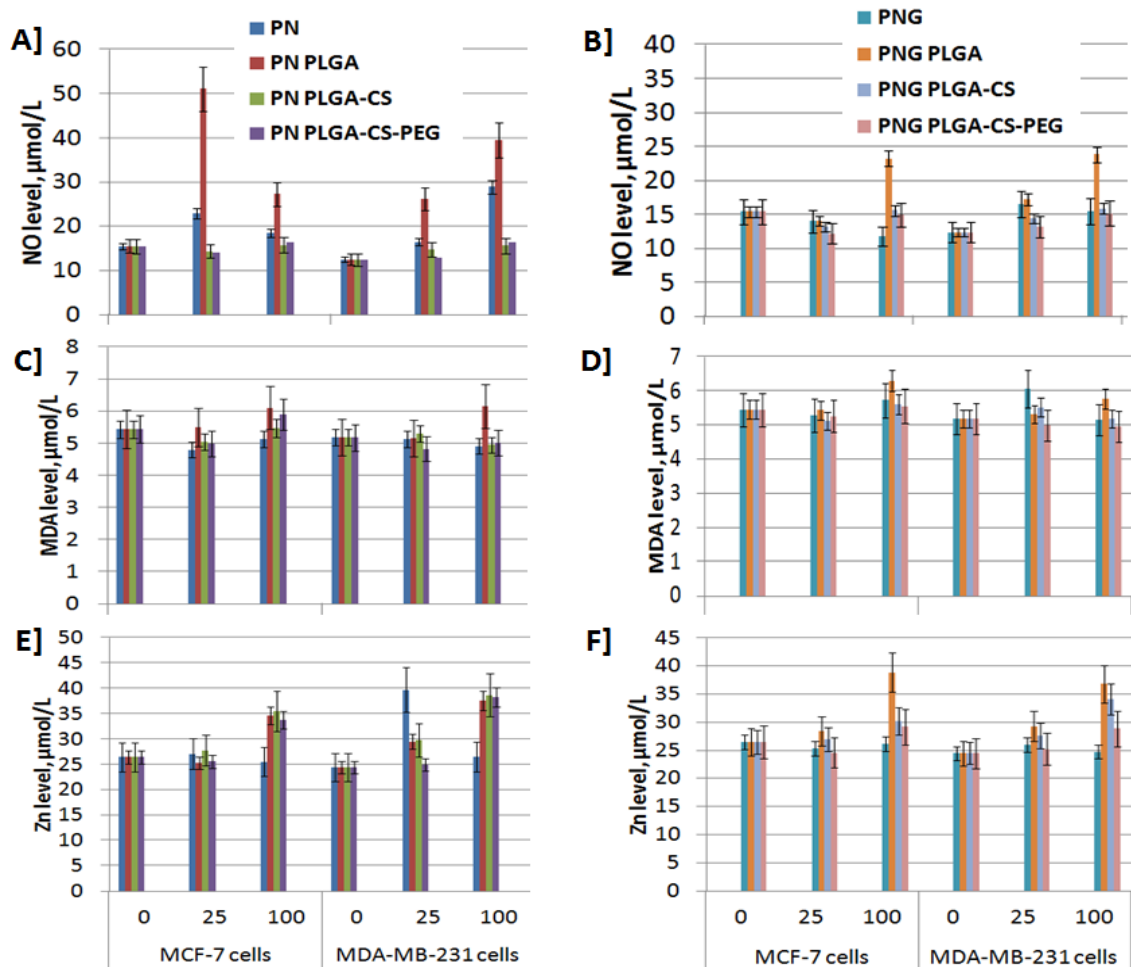 A]
PN
PN PLGA
PN PLGA-CS
PN PLGA-CS-PEG
NO level, µmol/L
60
50
40
30
20
10
0
B]
PNG
PNG PLGA
PNG PLGA-CS
PNG PLGA-CS-PEG
NO level, µmol/L
40
35
30
25
20
15
10
5
0
C]
MDA level, µmol/L
8
7
6
5
4
3
2
1
0
D]
MDA level, µmol/L
7
6
5
4
3
2
1
0
E]
Zn level, µmol/L
50
45
40
35
30
25
20
15
10
5
0
0 25 100 0 25 100
MCF-7 cells MDA-MB-231 cells
F]
Zn level, µmol/L
45
40
35
30
25
20
15
10
5
0
0 25 100 0 25 100
MCF-7 cells MDA-MB-231 cells